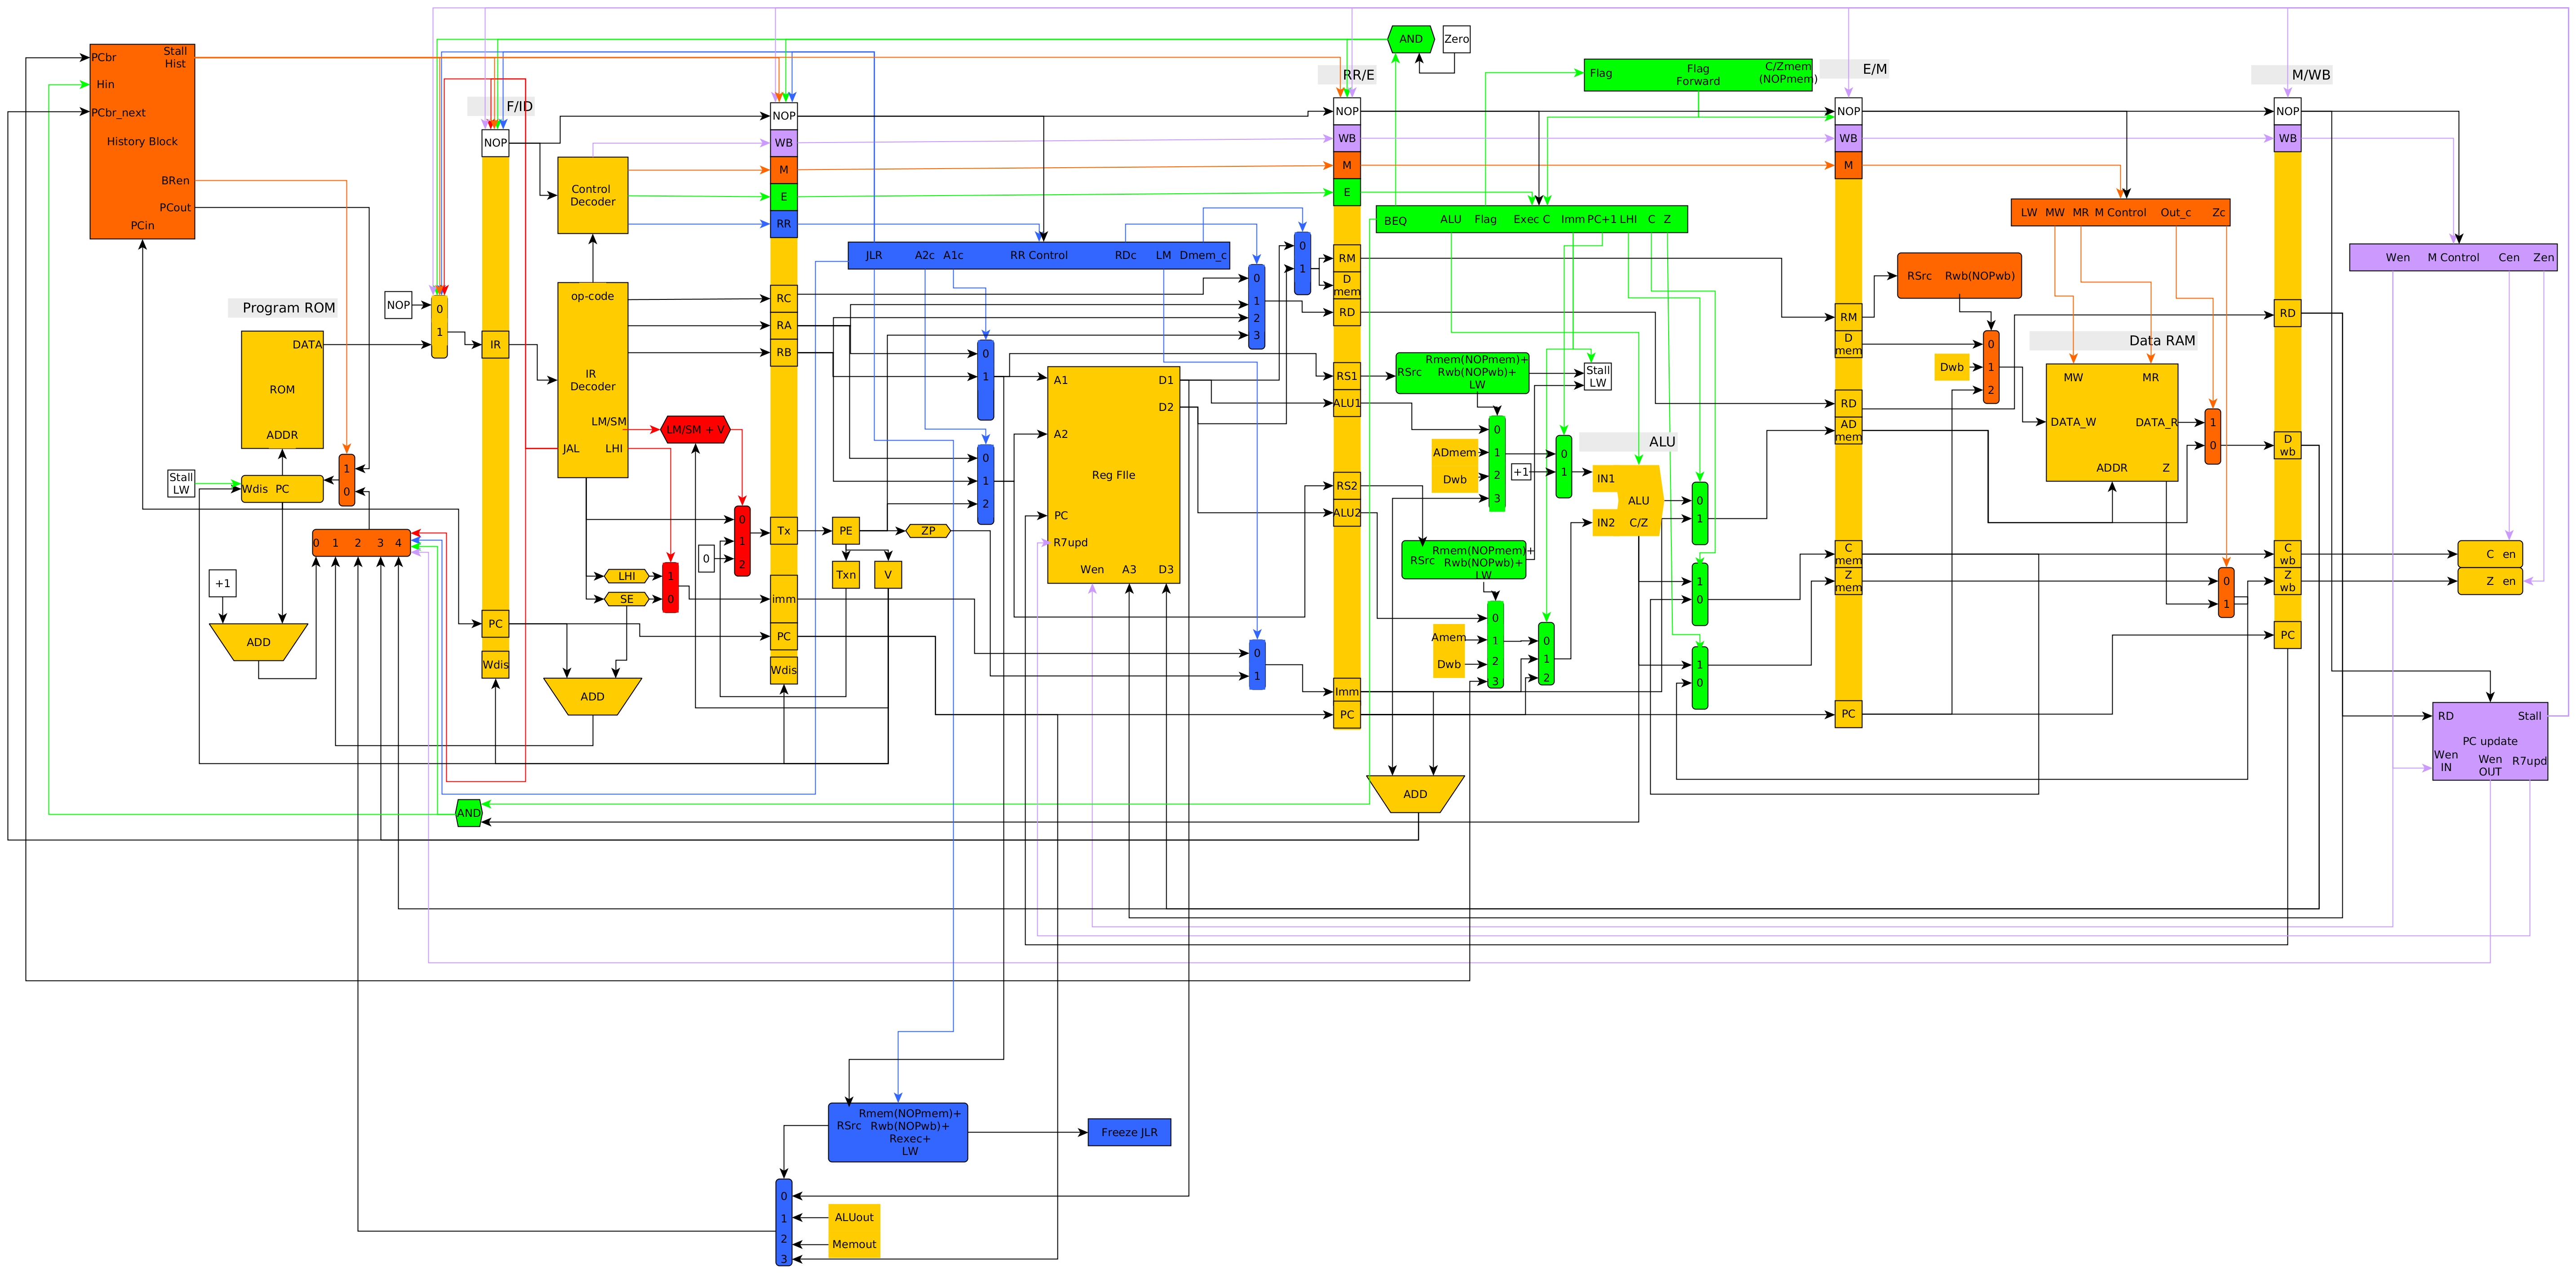 PCbr
Stall
Hist
Hin
PCbr_next
History Block
BRen
PCout
PCin
Program ROM
DATA
ROM
ADDR
Stall
LW
Wdis PC
1
0
0 1 2 3 4
+1
ADD
NOP
0
1
F/ID
NOP
IR
PC
Wdis
Control
Decoder
op-code
IR
Decoder
LM/SM
JAL
LHI
LM/SM + V
LHI
SE
1
0
0
0
1
2
ADD
AND
NOP
WB
M
E
RR
RC
RA
RB
Tx
imm
PC
Wdis
PE
ZP
Txn
V
JLR A2c A1c RR Control RDc LM Dmem_c
0
1
0
1
2
0
1
2
3
0
1
A1
D1
D2
A2
Reg FIle
PC
R7upd
Wen A3 D3
0
1
RSrc
Rmem(NOPmem)+
Rwb(NOPwb)+
Rexec+
LW
Freeze JLR
0
1
2
3
ALUout
Memout
RR/E
NOP
WB
M
E
RM
D
mem
RD
RS1
ALU1
RS2
ALU2
Imm
PC
AND
Zero
Flag
Flag
Forward
C/Zmem
(NOPmem)
BEQ ALU Flag Exec C Imm PC+1 LHI C Z
RSrc
Rmem(NOPmem)+
Rwb(NOPwb)+
LW
Stall
LW
0
1
2
3
ADmem
Dwb
+1
0
1
RSrc
Rmem(NOPmem)+
Rwb(NOPwb)+
LW
0
1
2
3
Amem
Dwb
0
1
2
ALU
IN1
ALU
IN2 C/Z
0
1
1
0
1
0
ADD
E/M
NOP
WB
M
RM
D
mem
RD
AD
mem
C
mem
Z
mem
PC
LW MW MR M Control Out_c Zc
RSrc Rwb(NOPwb)
Dwb
0
1
2
Data RAM
MW MR
DATA_W
DATA_R
ADDR
Z
1
0
0
1
M/WB
NOP
WB
RD
D
wb
C
wb
Z
wb
PC
Wen M Control Cen Zen
C en
Z en
RD Stall
PC update
Wen
IN
Wen
OUT
R7upd